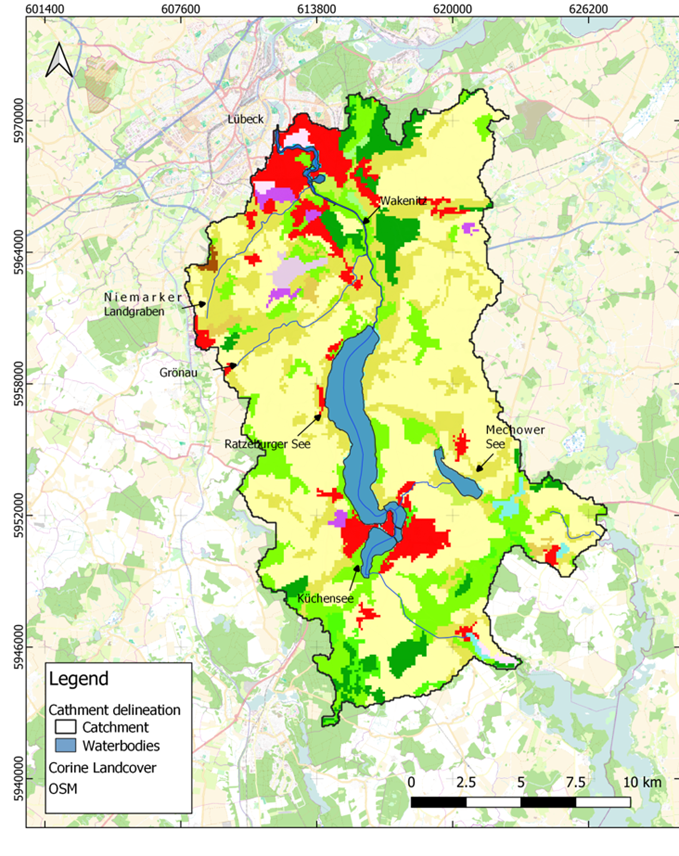 601400 607600 613800 620000 626200
5970000
5964000
5958000
5952000
5946000
5940000
Lübeck
Wakenitz
Niemarker
Landgraben
Grönau
Ratzeburger See
Mechower
See
Küchensee
Legend
Cathment delineation
Catchment
Waterbodies
Corine Landcover
OSM
0 2.5 5 7.5 10 km